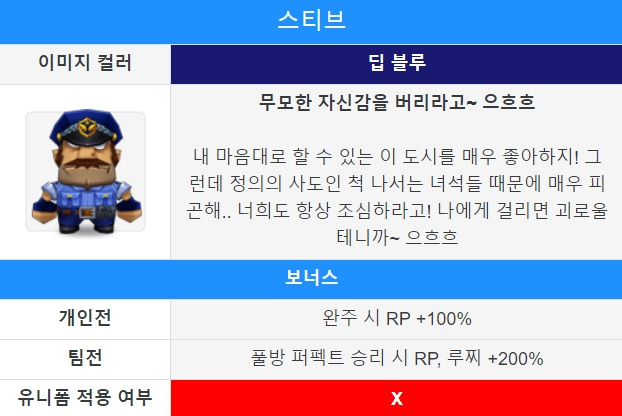 스티브
이미지 컬러
딥 블루
무모한 자신감을 버리라고~ 으흐흐
내 마음대로 할 수 있는 이 도시를 매우 좋아하지! 그
런데 정의의 사도인 척 나서는 녀석들 때문에 매우 피
곤해.. 너희도 항상 조심하라고! 나에게 걸리면 괴로울
테니까~ 으흐흐
보너스
개인전
완주 시 RP +100%
팀전
풀방 퍼펙트 승리 시 RP, 루찌 +200%
유니폼 적용 여부
X